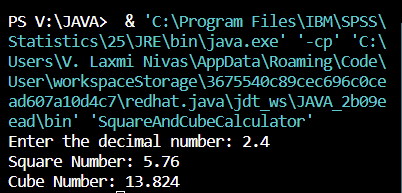 PS V:\JAVA>  & 'C:\Program Files\IBM\SPSS\
Statistics\25\JRE\bin\java.exe' '-cp' 'C:\
Users\V. Laxmi Nivas\AppData\Roaming\Code\
User\workspaceStorage\3675540c89cec696c0ce
ad607a10d4c7\redhat.java\jdt_ws\JAVA_2b09e
ead\bin' 'SquareAndCubeCalculator'
Enter the decimal number: 2.4
Square Number: 5.76
Cube Number: 13.824